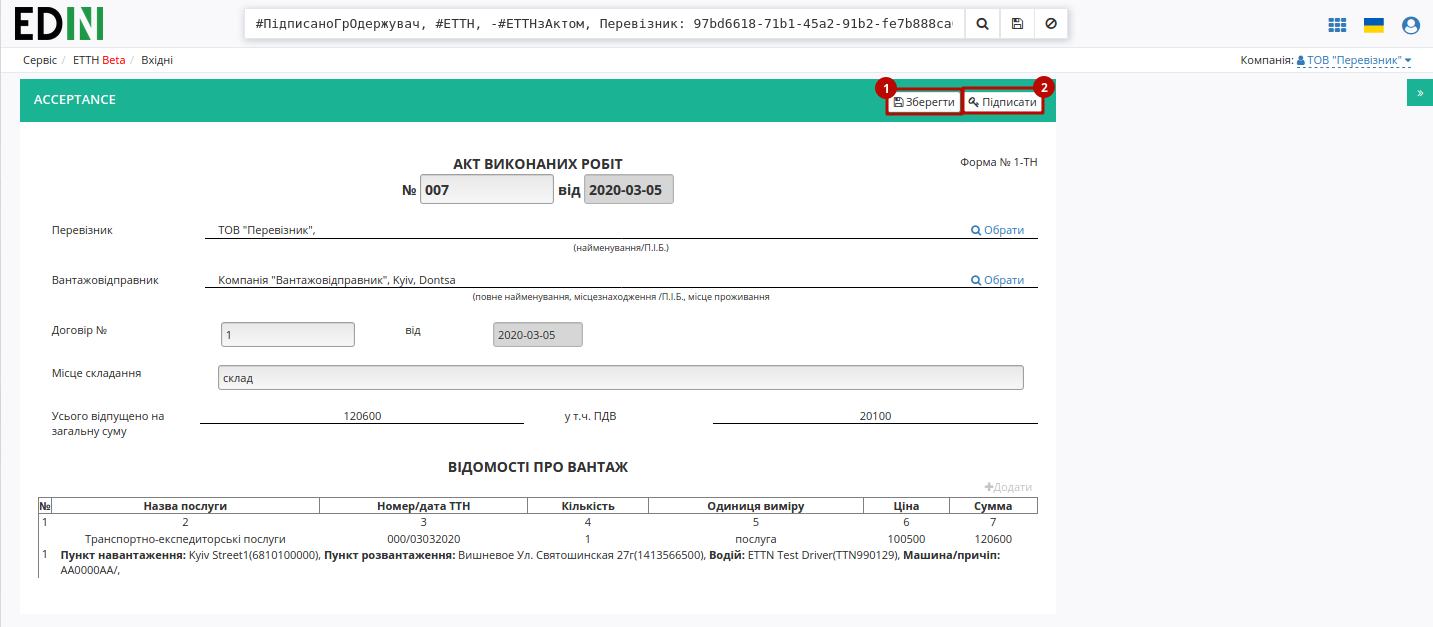 EDIN
#ПідписаноГрОдержувач, #ЕТТН, -#ЕТТНзАктом, Перевізник: 97bd6618-71b1-45a2-91b2-fe7b888ca
Сервіс / ЕТТН Beta / Вхідні
Компанія: ТОВ "Перевізник"
1 2
ACCEPTANCE
Зберегти Підписати
»
АКТ ВИКОНАНИХ РОБІТ
Форма № 1-ТН
№ 007 від 2020-03-05
Перевізник ТОВ "Перевізник", Обрати
(найменування/П.І.Б.)
Вантажовідправник Компанія "Вантажовідправник", Kyiv, Dontsa Обрати
(повне найменування, місцезнаходження /П.І.Б., місце проживання
Договір № 1 від 2020-03-05
Місце складання склад
Усього відпущено на 120600 у т.ч. ПДВ 20100
загальну суму
ВІДОМОСТІ ПРО ВАНТАЖ
Додати
№ Назва послуги Номер/дата ТТН Кількість Одиниця виміру Ціна Сумма
1 2 3 4 5 6 7
Транспортно-експедиторські послуги 000/03032020 1 послуга 100500 120600
1 Пункт навантаження: Kyiv Street1(6810100000), Пункт розвантаження: Вишневое Ул. Святошинская 27г(1413566500), Водій: ETTN Test Driver(TTN990129), Машина/причіп:
АА0000АА/,